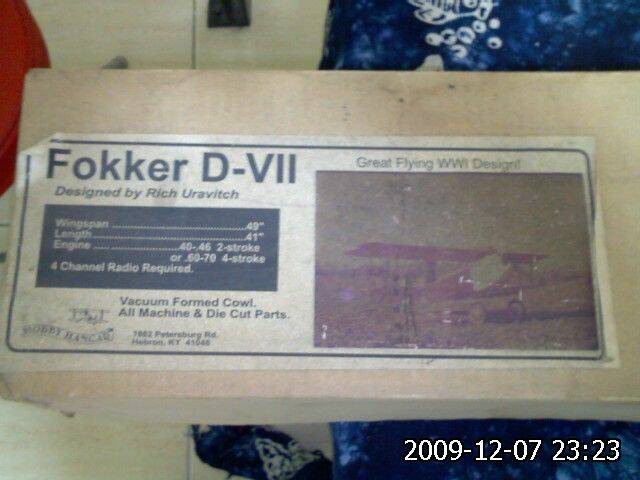 Fokker D-VII
Designed by Rich Uravitch
Great Flying WWI Design!
Wingspan ........................................49"
Length .............................................41"
Engine .... .....................40-.46 2-stroke
or .60-70 4-stroke
4 Channel Radio Required.
Vacuum Formed Cowl.
All Machine & Die Cut Parts.
HOBBY HANGAR
1862 Petersburg Rd.
Hebron, KY 41048
2009-12-07 23:23